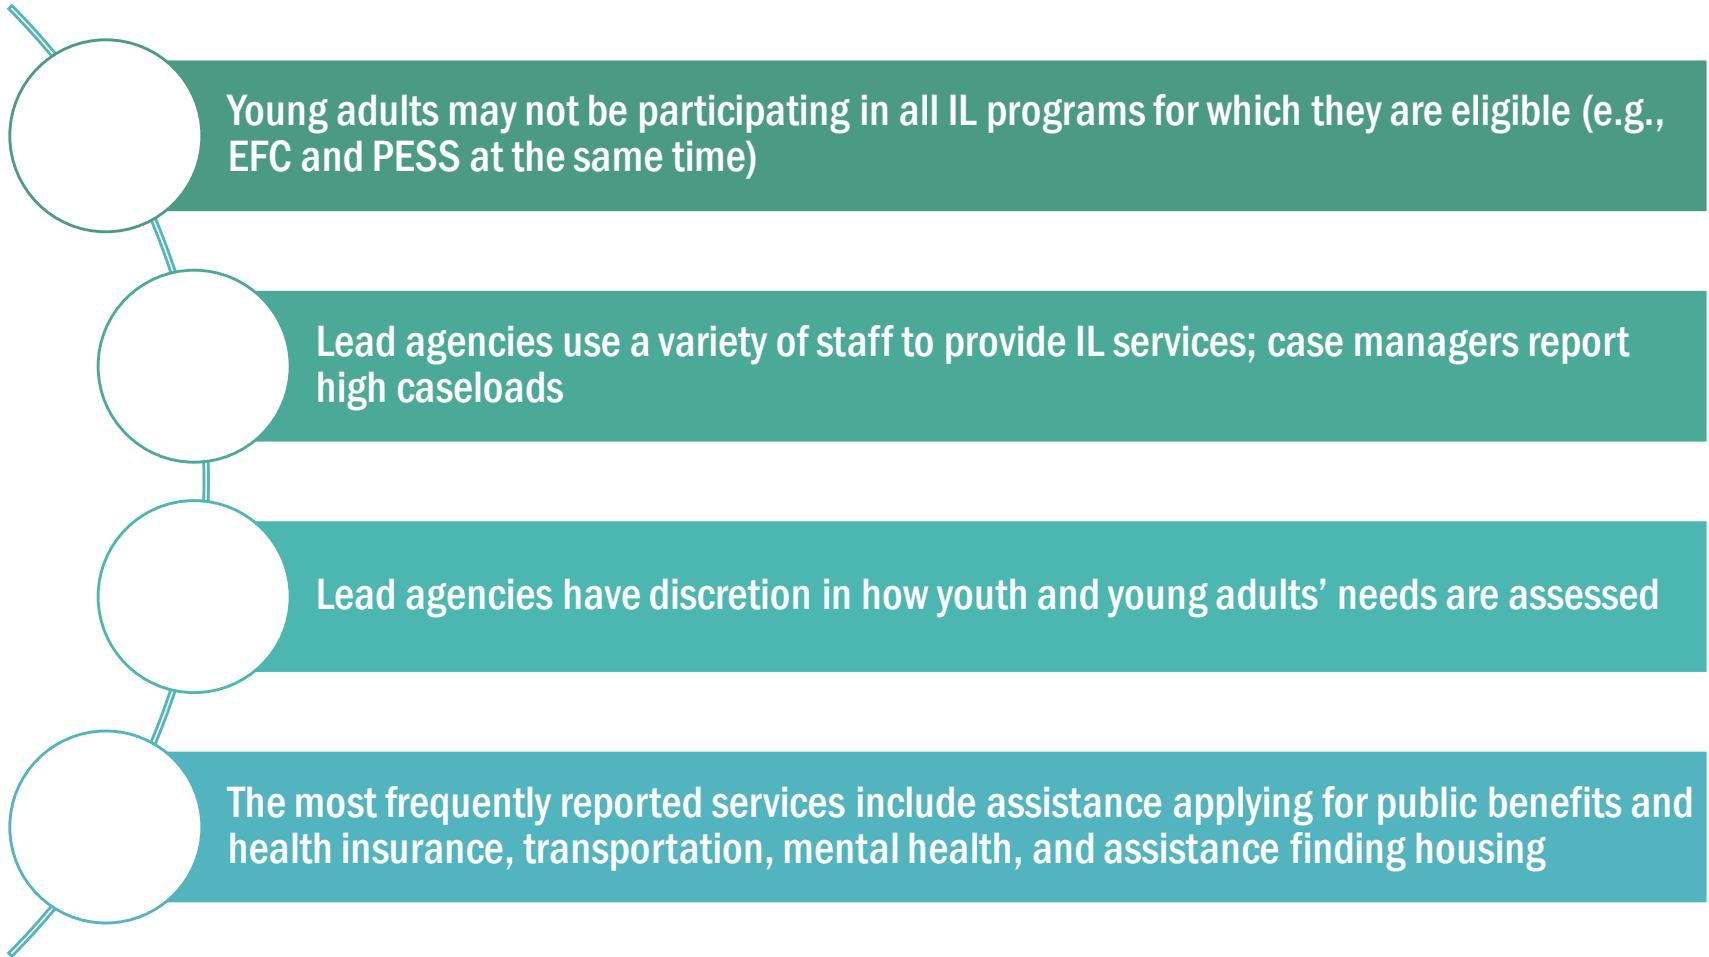 Young adults may not be participating in all IL programs for which they are eligible (e.g.,
EFC and PESS at the same time)
Lead agencies use a variety of staff to provide IL services; case managers report
high caseloads
Lead agencies have discretion in how youth and young adults’ needs are assessed
The most frequently reported services include assistance applying for public benefits and
health insurance, transportation, mental health, and assistance finding housing